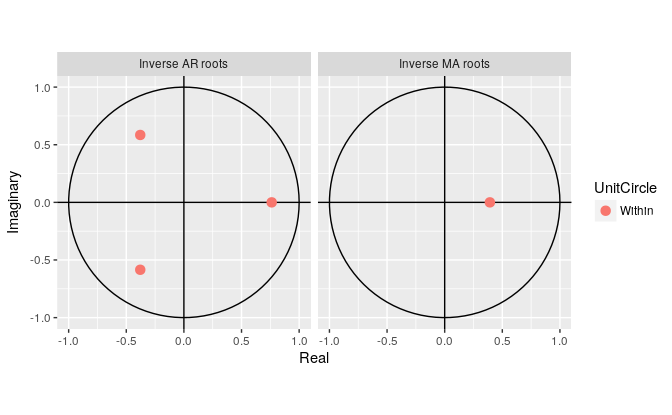 Inverse AR roots
Inverse MA roots
1.0
0.5
0.0
-0.5
-1.0
Imaginary
-1.0 -0.5 0.0 0.5 1.0
-1.0 -0.5 0.0 0.5 1.0
Real
UnitCircle
Within